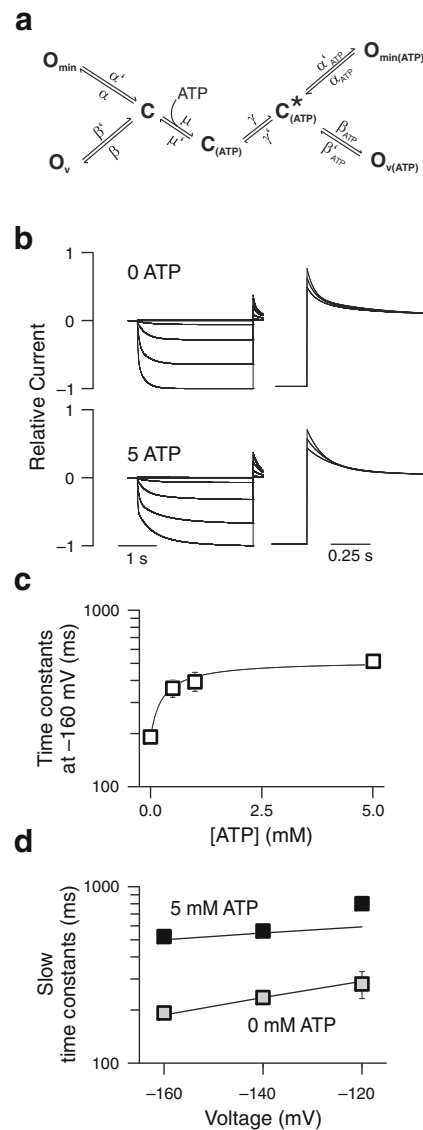 a
O_min α' α
α'_ATP α_ATP O_min(ATP)
C μ μ' ATP
γ γ' C*_(ATP)
C_(ATP)
O_v β' β
β_ATP β'_ATP O_v(ATP)
b
1
0 ATP
0
−1
Relative Current
1
5 ATP
0
−1
1 s
0.25 s
c
1000
100
Time constants
at −160 mV (ms)
0.0 2.5 5.0
[ATP] (mM)
d
1000
100
5 mM ATP
0 mM ATP
Slow
time constants (ms)
−160 −140 −120
Voltage (mV)